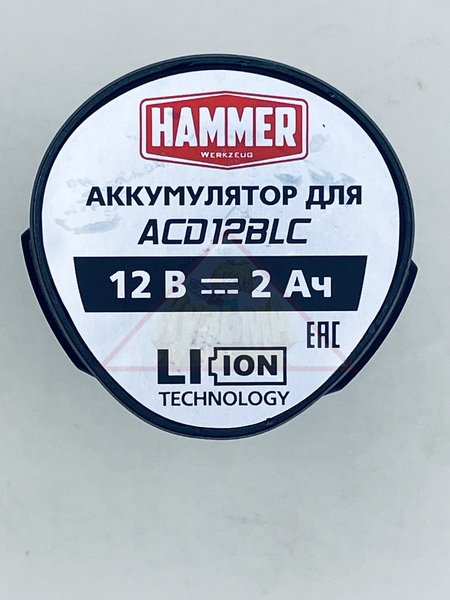 HAMMER
WERKZEUG
АККУМУЛЯТОР ДЛЯ
ACD12BLC
12 В ⎓ 2 Ач
EAC
LI ION
TECHNOLOGY